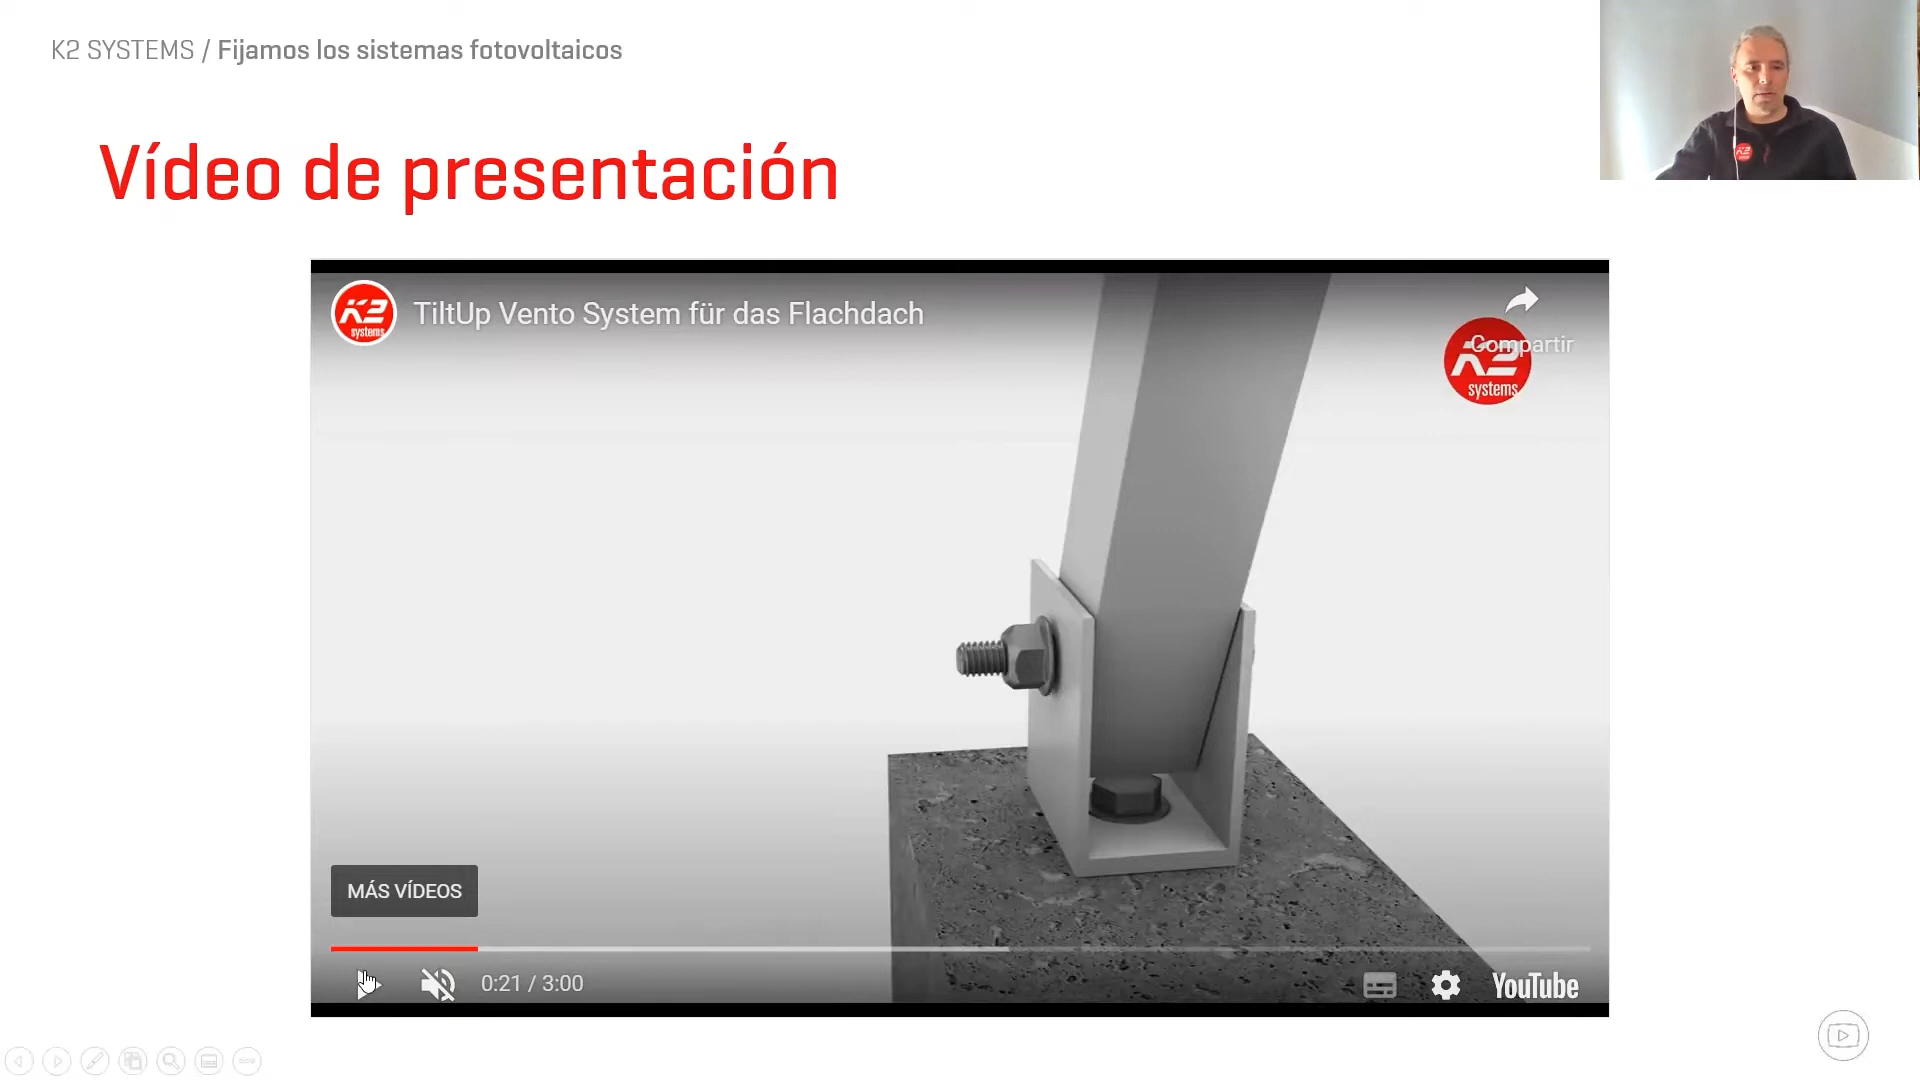 K2 SYSTEMS / Fijamos los sistemas fotovoltaicos
K2
Vídeo de presentación
K2
systems
TiltUp Vento System für das Flachdach
Compartir
K2
systems
MÁS VÍDEOS
0:21 / 3:00
YouTube